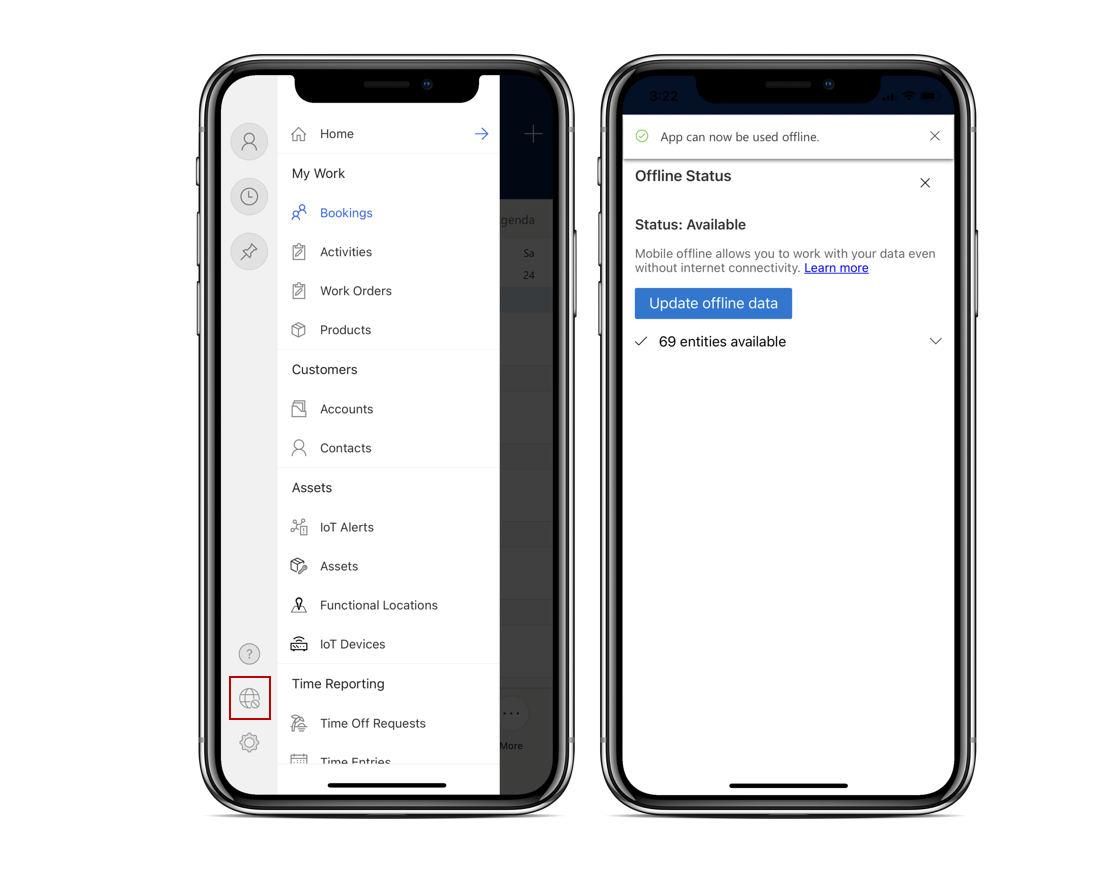 Home
My Work
Bookings
Activities
Work Orders
Products
Customers
Accounts
Contacts
Assets
IoT Alerts
Assets
Functional Locations
IoT Devices
Time Reporting
Time Off Requests
Time Entries
?
genda
Sa
24
More
3:22
App can now be used offline.
Offline Status
Status: Available
Mobile offline allows you to work with your data even
without internet connectivity. Learn more
Update offline data
69 entities available